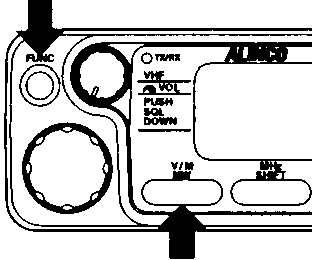 FUNC
TX/RX
ALINCO
VHF
VOL
PUSH
SQL
DOWN
V/M
MW
MHz
SHIFT